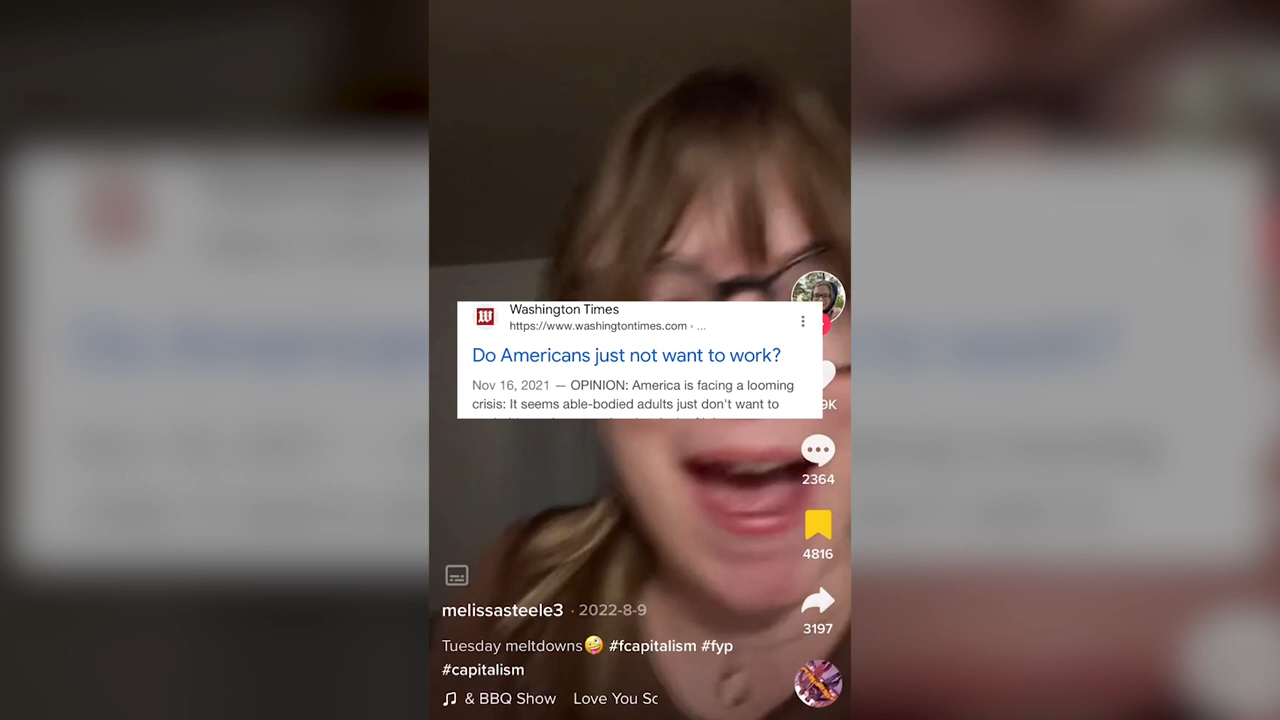 Washington Times
https://www.washingtontimes.com › ...
Do Americans just not want to work?
Nov 16, 2021 — OPINION: America is facing a looming
crisis: It seems able-bodied adults just don't want to
9K
2364
4816
melissasteele3 · 2022-8-9
3197
Tuesday meltdowns🤪 #fcapitalism #fyp
#capitalism
& BBQ Show Love You So